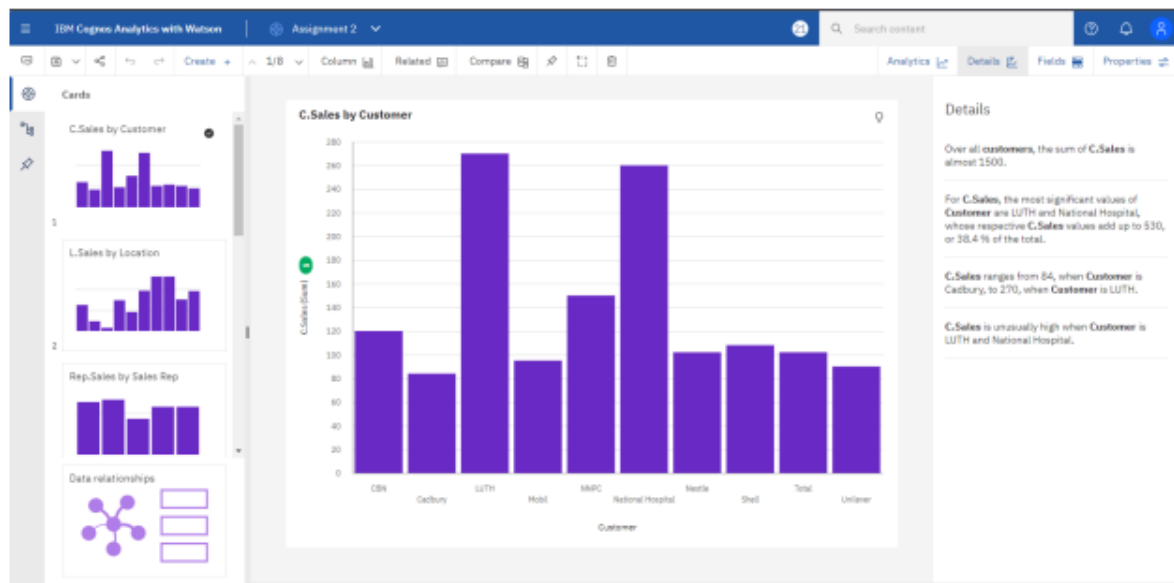 IBM Cognos Analytics with Watson
Assignment 2
21
Search content
Create +
1/8
Column
Related
Compare
Analytics
Details
Fields
Properties
Cards
C.Sales by Customer
1
L.Sales by Location
2
Rep.Sales by Sales Rep
Data relationships
C.Sales by Customer
280
260
240
220
200
180
160
140
120
100
80
60
40
20
0
C.Sales (Sum)
CBN
Cadbury
LUTH
Mobil
NNPC
National Hospital
Nestle
Shell
Total
Unilever
Customer
Details
Over all customers, the sum of C.Sales is
almost 1500.
For C.Sales, the most significant values of
Customer are LUTH and National Hospital,
whose respective C.Sales values add up to 530,
or 38.4 % of the total.
C.Sales ranges from 84, when Customer is
Cadbury, to 270, when Customer is LUTH.
C.Sales is unusually high when Customer is
LUTH and National Hospital.